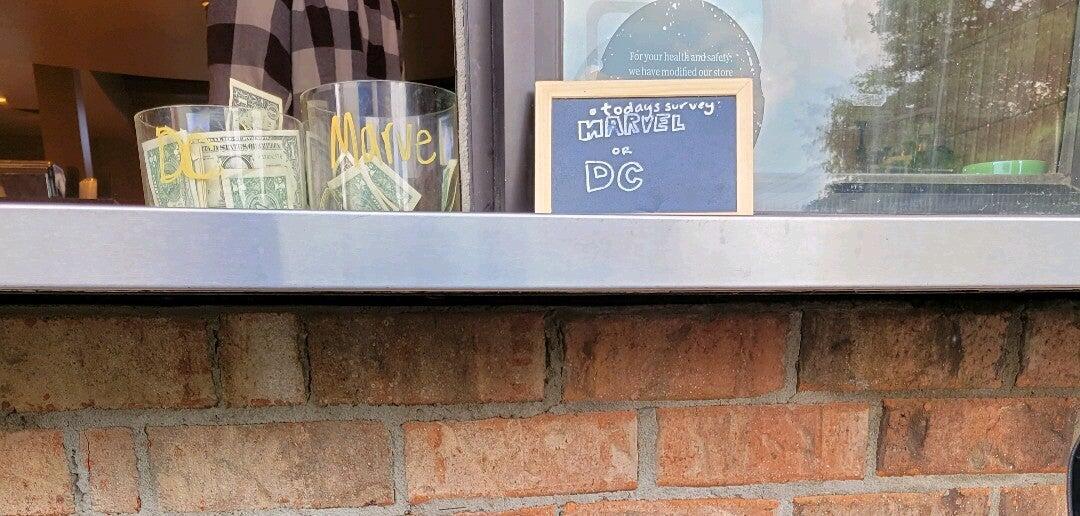 DC
Marvel
For your health and safety,
we have modified our store
todays survey:
MARVEL
OR
DC